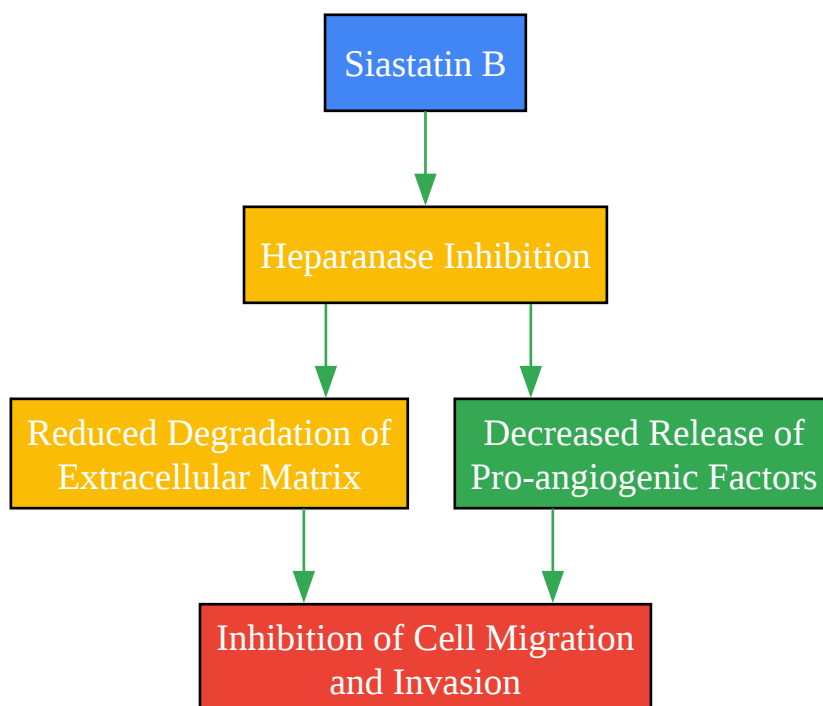 Siastatin B
Heparanase Inhibition
Reduced Degradation of
Extracellular Matrix
Decreased Release of
Pro-angiogenic Factors
Inhibition of Cell Migration
and Invasion